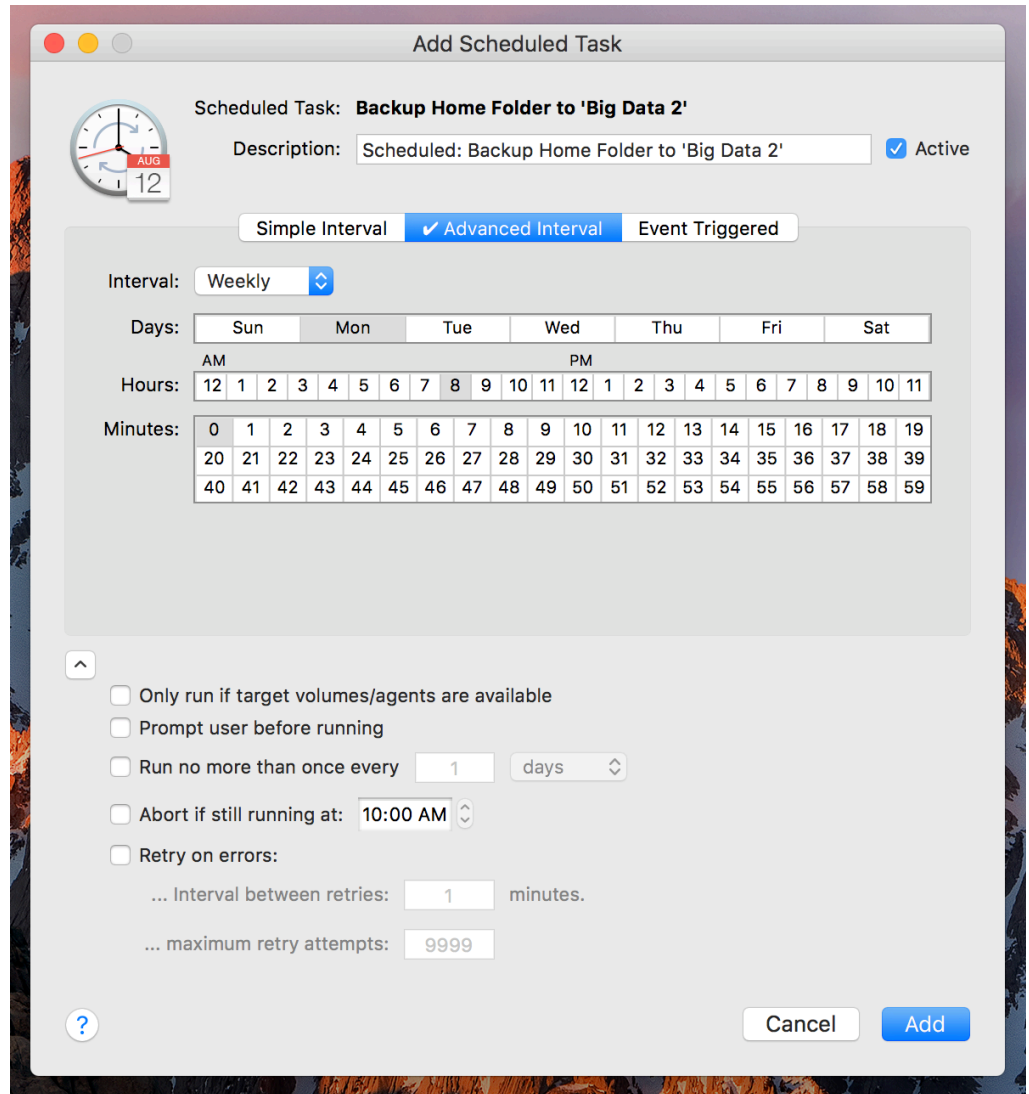 Add Scheduled Task
Scheduled Task: Backup Home Folder to 'Big Data 2'
AUG
12
Description: Scheduled: Backup Home Folder to 'Big Data 2' ✓ Active
Simple Interval ✔ Advanced Interval Event Triggered
Interval: Weekly
Days: Sun Mon Tue Wed Thu Fri Sat
AM PM
Hours: 12 1 2 3 4 5 6 7 8 9 10 11 12 1 2 3 4 5 6 7 8 9 10 11
Minutes: 0 1 2 3 4 5 6 7 8 9 10 11 12 13 14 15 16 17 18 19
20 21 22 23 24 25 26 27 28 29 30 31 32 33 34 35 36 37 38 39
40 41 42 43 44 45 46 47 48 49 50 51 52 53 54 55 56 57 58 59
Only run if target volumes/agents are available
Prompt user before running
Run no more than once every 1 days
Abort if still running at: 10:00 AM
Retry on errors:
... Interval between retries: 1 minutes.
... maximum retry attempts: 9999
? Cancel Add